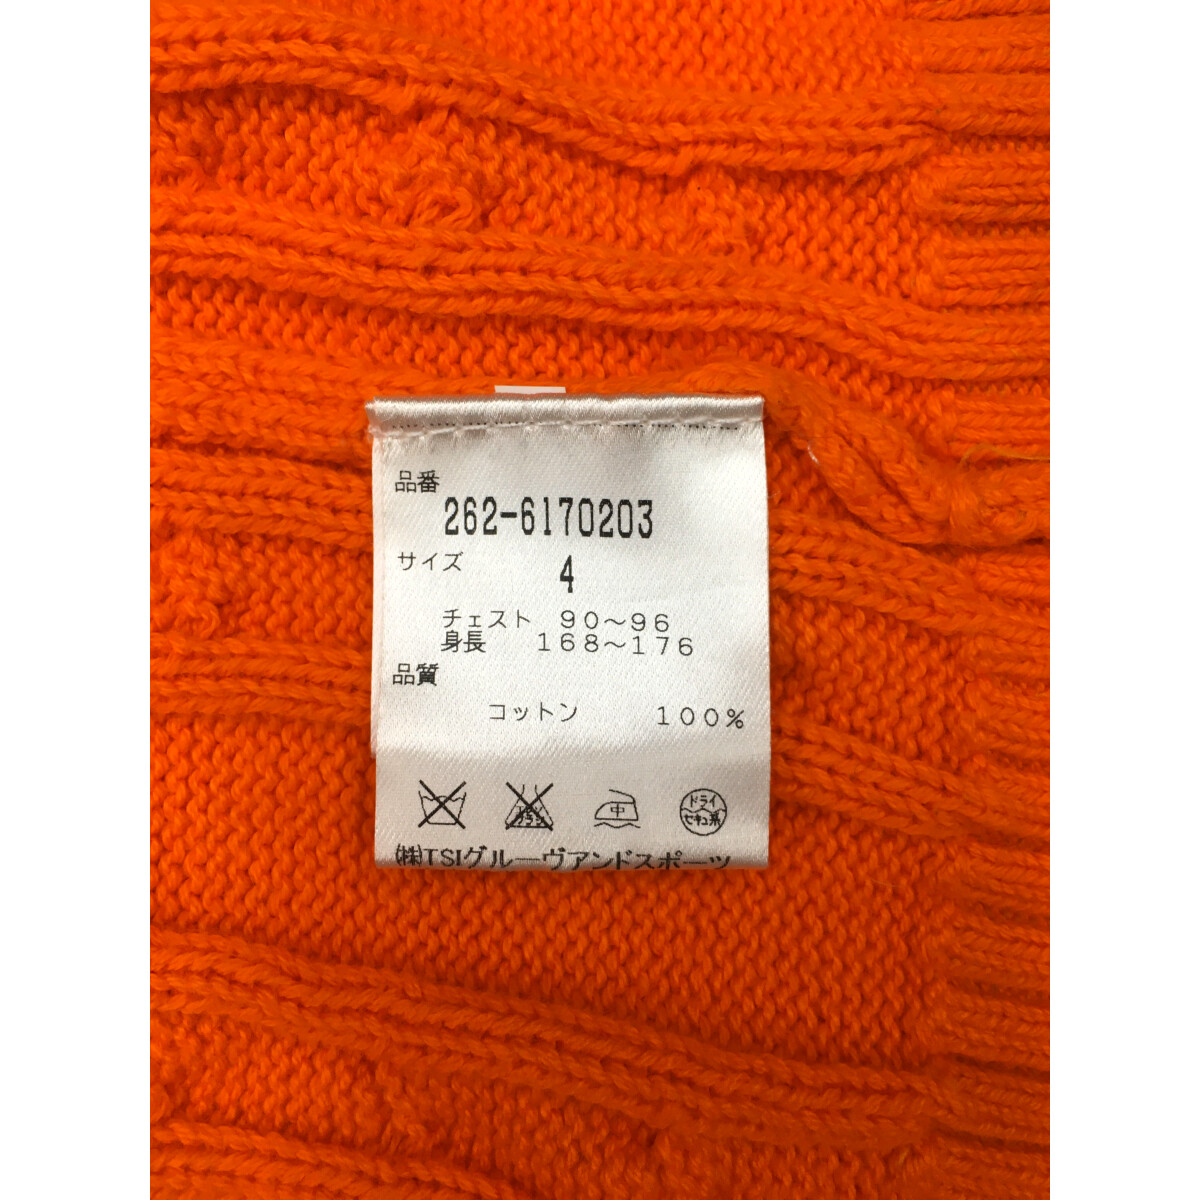 品番
262-6170203
サイズ 4
チェスト 90～96
身長 168～176
品質
コットン 100%
中 ドライ セキュ系
㈱TSIグルーヴアンドスポーツ